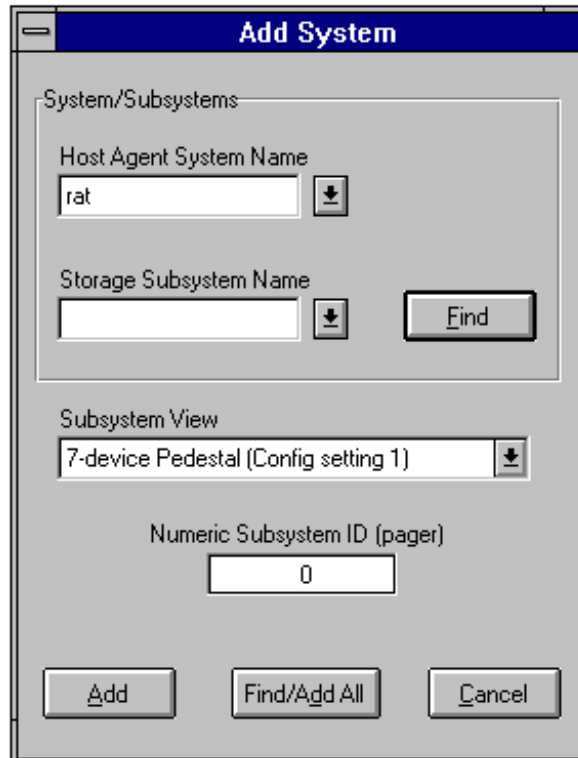 Add System
System/Subsystems
Host Agent System Name
rat
Storage Subsystem Name
Find
Subsystem View
7-device Pedestal (Config setting 1)
Numeric Subsystem ID (pager)
0
Add Find/Add All Cancel